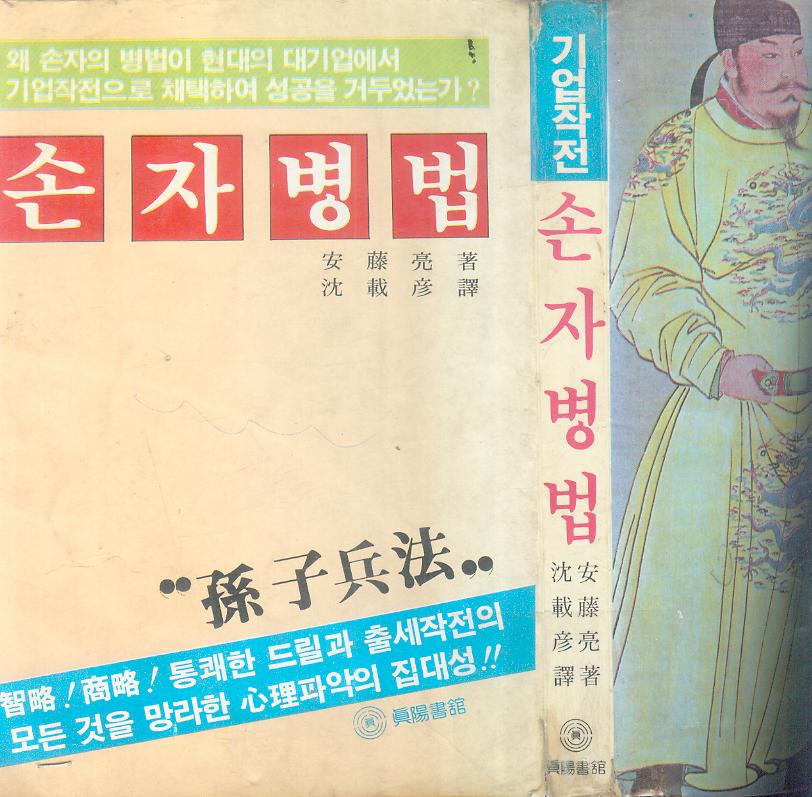 왜 손자의 병법이 현대의 대기업에서
기업작전으로 채택하여 성공을 거두었는가?
손자병법
安藤亮著
沈載彦譯
"孫子兵法"
智略! 商略! 통쾌한 드릴과 출세작전의
모든 것을 망라한 心理파악의 집대성!!
眞 眞陽書舘
기업작전
손자병법
安藤亮著
沈載彦譯
眞
眞陽書舘